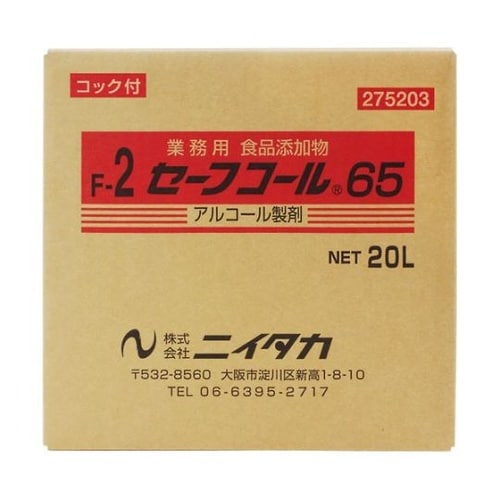 コック付
275203
業務用 食品添加物
F-2 セーフコール® 65
アルコール製剤
NET 20L
株式会社 ニイタカ
〒532-8560 大阪市淀川区新高1-8-10
TEL 06-6395-2717